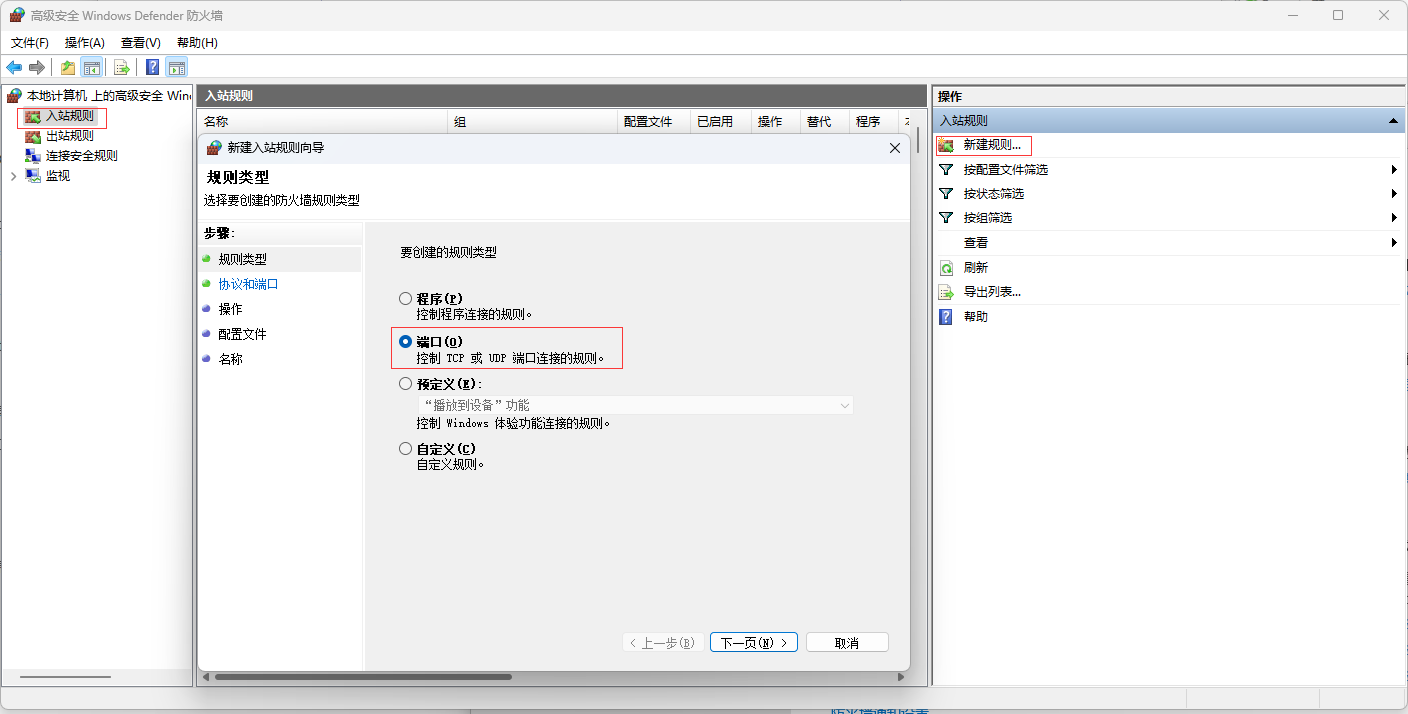 高级安全 Windows Defender 防火墙
文件(F) 操作(A) 查看(V) 帮助(H)
本地计算机 上的高级安全 Win
入站规则
出站规则
连接安全规则
监视
入站规则
名称 组 配置文件 已启用 操作 替代 程序
新建入站规则向导
规则类型
选择要创建的防火墙规则类型
步骤:
规则类型
协议和端口
操作
配置文件
名称
要创建的规则类型
程序(P)
控制程序连接的规则。
端口(O)
控制 TCP 或 UDP 端口连接的规则。
预定义(E):
“播放到设备”功能
控制 Windows 体验功能连接的规则。
自定义(C)
自定义规则。
< 上一步(B) 下一页(N) > 取消
操作
入站规则
新建规则...
按配置文件筛选
按状态筛选
按组筛选
查看
刷新
导出列表...
帮助